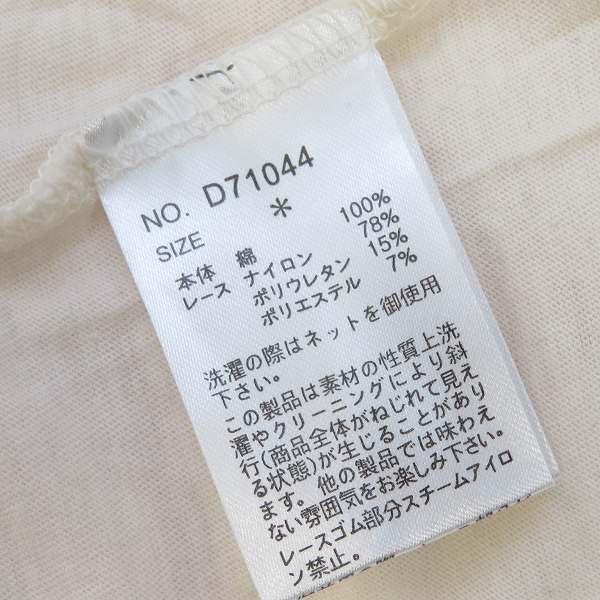 NO. D71044
SIZE *
本体 綿 100%
レース ナイロン 78%
ポリウレタン 15%
ポリエステル 7%
洗濯の際はネットを御使用
下さい。
この製品は素材の性質上洗
濯やクリーニングにより斜
行(商品全体がねじれて見え
る状態)が生じることがあり
ます。他の製品では味わえ
ない雰囲気をお楽しみ下さい。
レースゴム部分スチームアイロ
ン禁止。